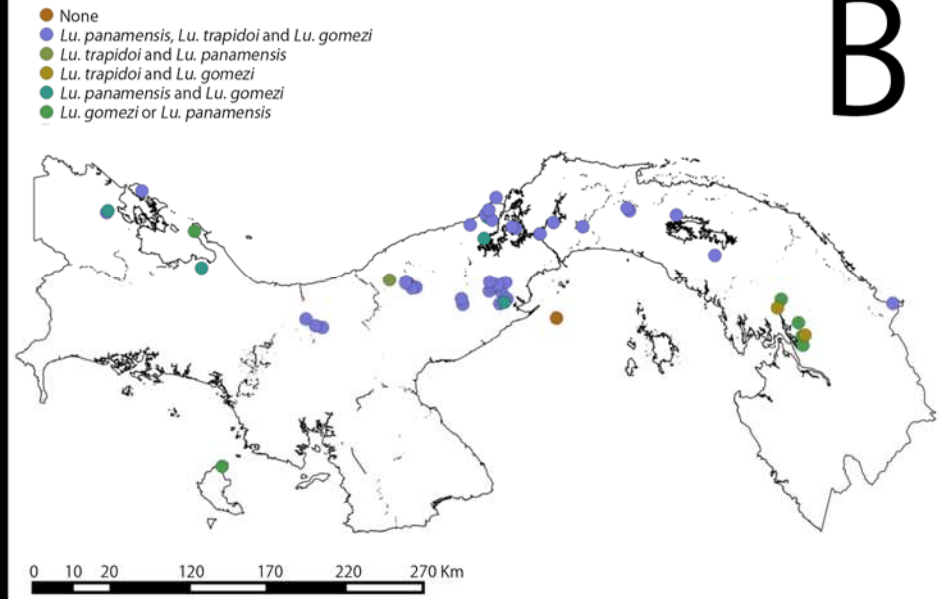 B
None
Lu. panamensis, Lu. trapidoi and Lu. gomezi
Lu. trapidoi and Lu. panamensis
Lu. trapidoi and Lu. gomezi
Lu. panamensis and Lu. gomezi
Lu. gomezi or Lu. panamensis
0 10 20 120 170 220 270 Km